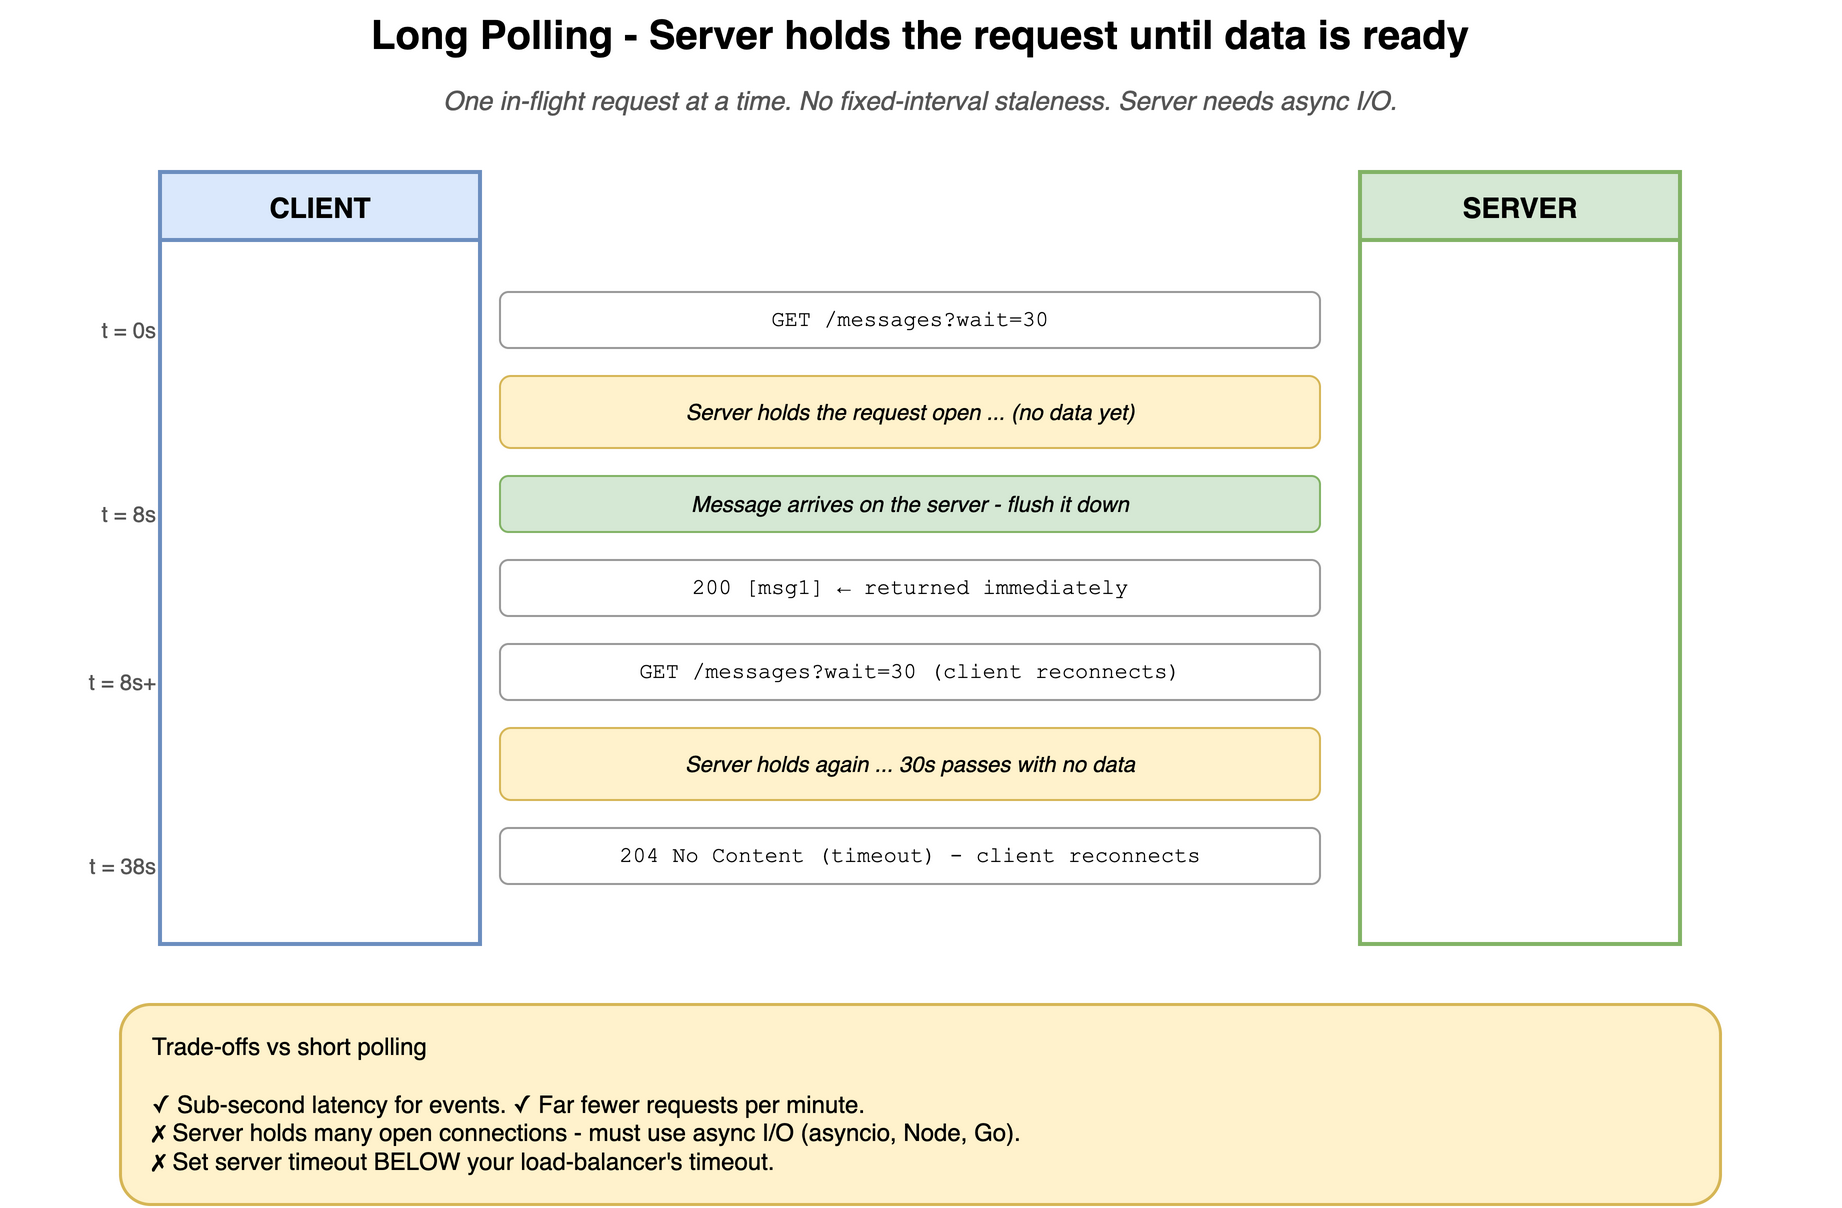 Long Polling - Server holds the request until data is ready
One in-flight request at a time. No fixed-interval staleness. Server needs async I/O.
CLIENT
SERVER
t = 0s
GET /messages?wait=30
Server holds the request open ... (no data yet)
t = 8s
Message arrives on the server - flush it down
200 [msg1] ← returned immediately
t = 8s+
GET /messages?wait=30 (client reconnects)
Server holds again ... 30s passes with no data
t = 38s
204 No Content (timeout) - client reconnects
Trade-offs vs short polling
✓ Sub-second latency for events. ✓ Far fewer requests per minute.
✗ Server holds many open connections - must use async I/O (asyncio, Node, Go).
✗ Set server timeout BELOW your load-balancer's timeout.